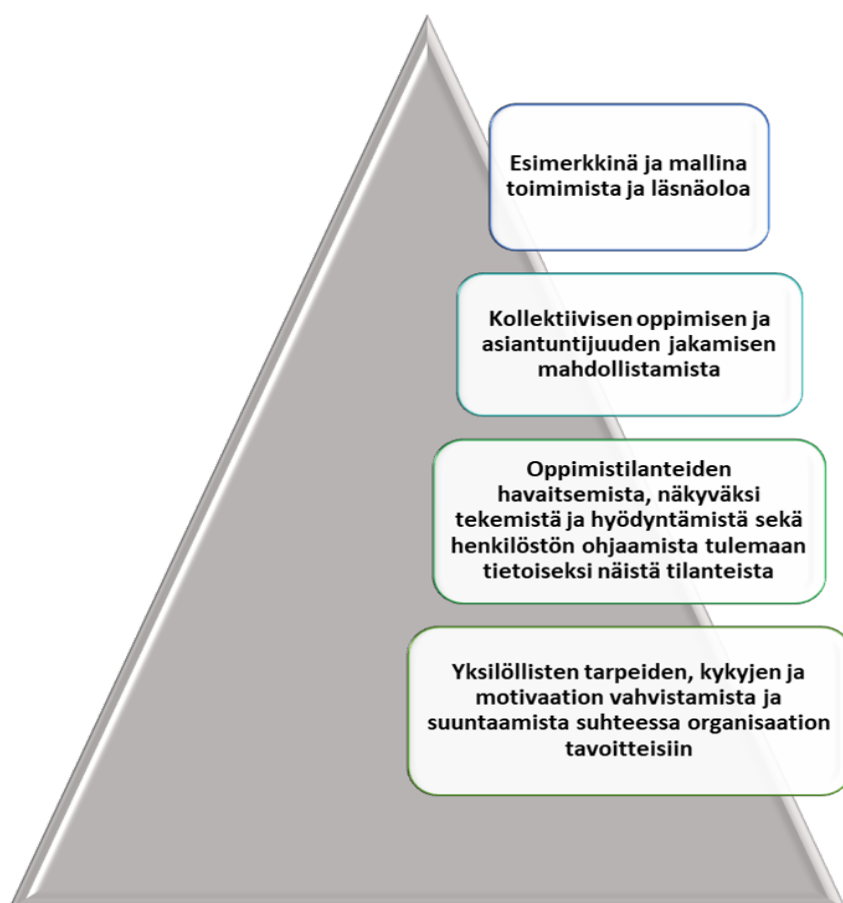 Esimerkkinä ja mallina
toimimista ja läsnäoloa
Kollektiivisen oppimisen ja
asiantuntijuuden jakamisen
mahdollistamista
Oppimistilanteiden
havaitsemista, näkyväksi
tekemistä ja hyödyntämistä sekä
henkilöstön ohjaamista tulemaan
tietoiseksi näistä tilanteista
Yksilöllisten tarpeiden, kykyjen ja
motivaation vahvistamista ja
suuntaamista suhteessa organisaation
tavoitteisiin